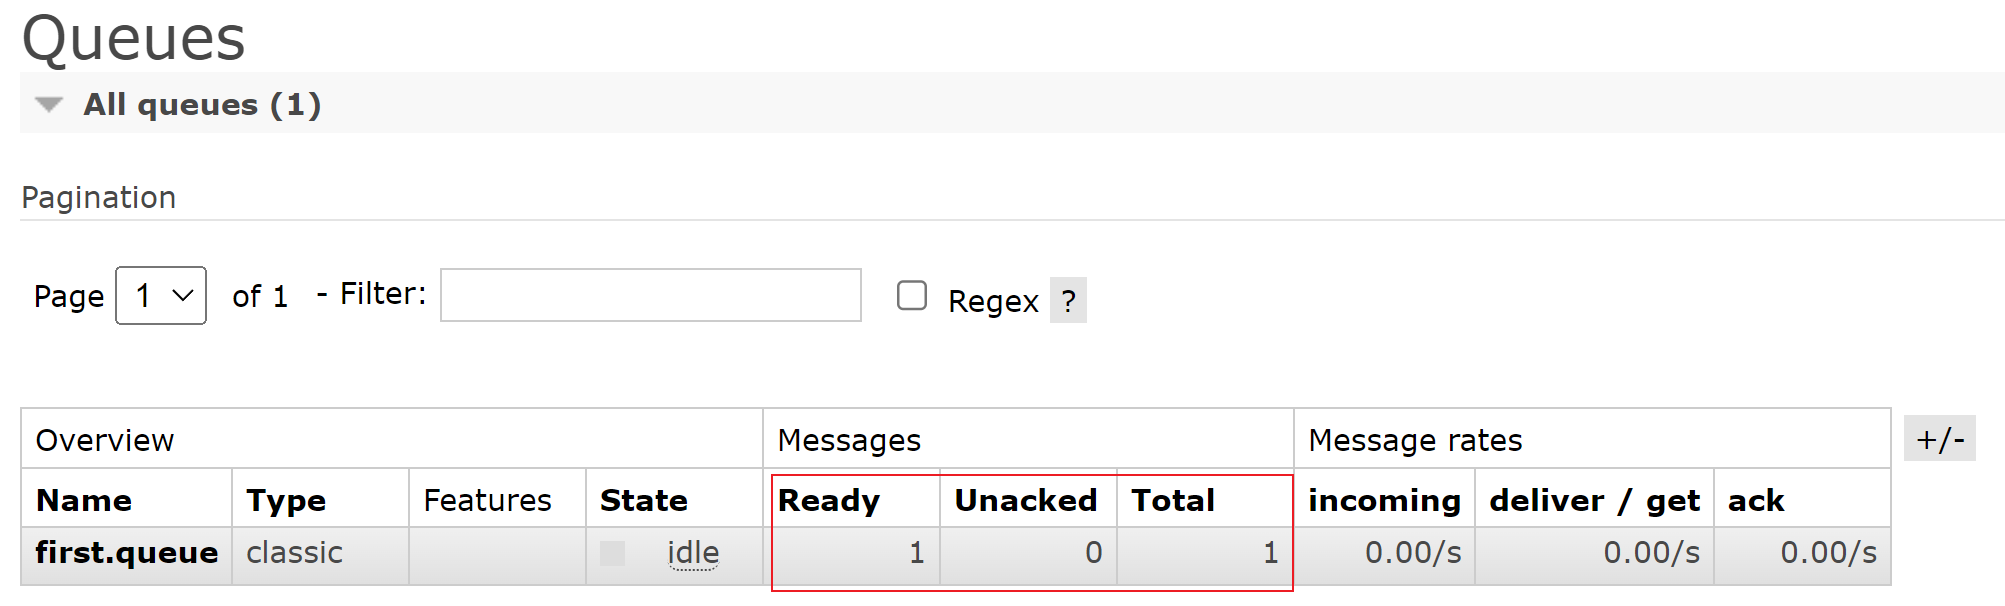 Queues
All queues (1)
Pagination
Page 1 of 1 - Filter: Regex ?
Overview Messages Message rates +/-
Name Type Features State Ready Unacked Total incoming deliver / get ack
first.queue classic idle 1 0 1 0.00/s 0.00/s 0.00/s